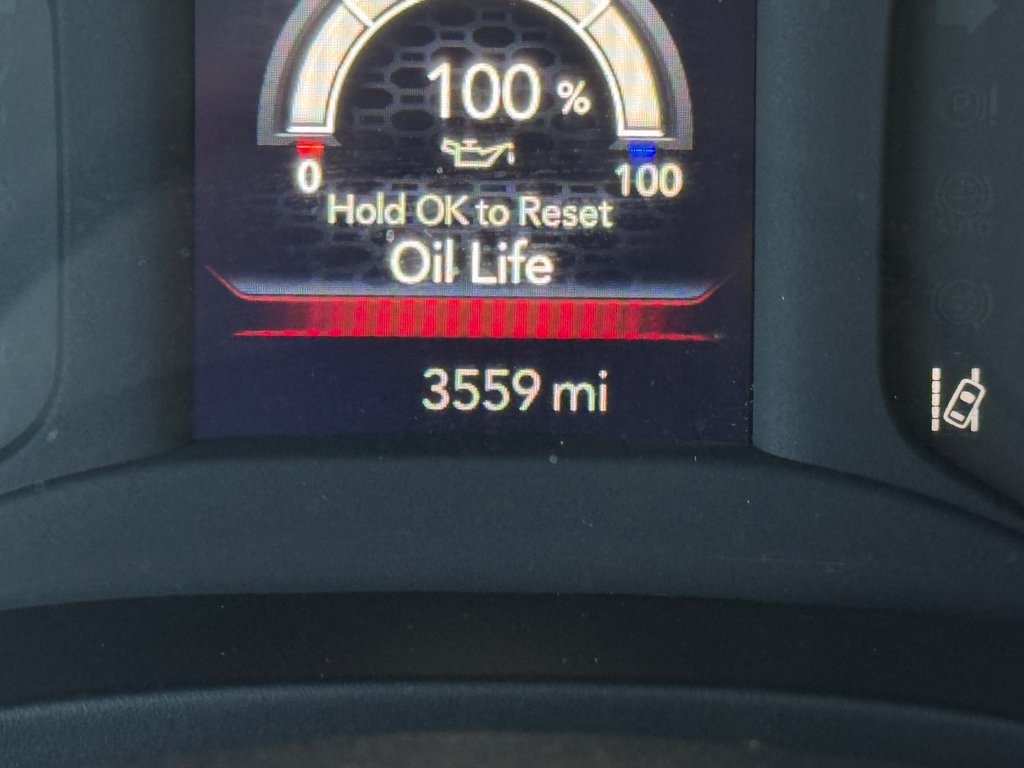 100 %
0 100
Hold OK to Reset
Oil Life
3559 mi